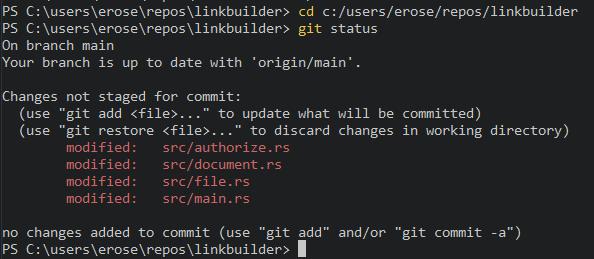 PS C:\users\erose\repos\linkbuilder> cd c:/users/erose/repos/linkbuilder
PS C:\users\erose\repos\linkbuilder> git status
On branch main
Your branch is up to date with 'origin/main'.

Changes not staged for commit:
  (use "git add <file>..." to update what will be committed)
  (use "git restore <file>..." to discard changes in working directory)
        modified:   src/authorize.rs
        modified:   src/document.rs
        modified:   src/file.rs
        modified:   src/main.rs

no changes added to commit (use "git add" and/or "git commit -a")
PS C:\users\erose\repos\linkbuilder>